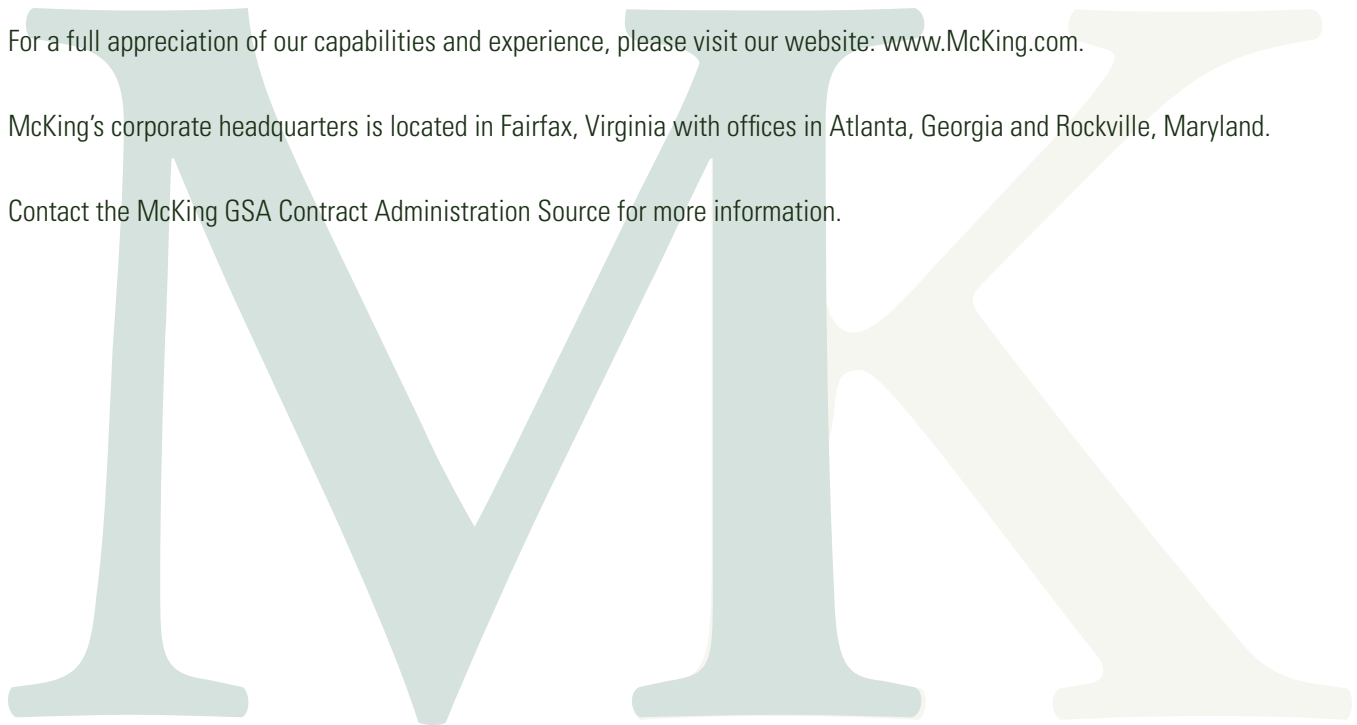 For a full appreciation of our capabilities and experience, please visit our website: www.McKing.com.
McKing’s corporate headquarters is located in Fairfax, Virginia with offices in Atlanta, Georgia and Rockville, Maryland.
Contact the McKing GSA Contract Administration Source for more information.
MK